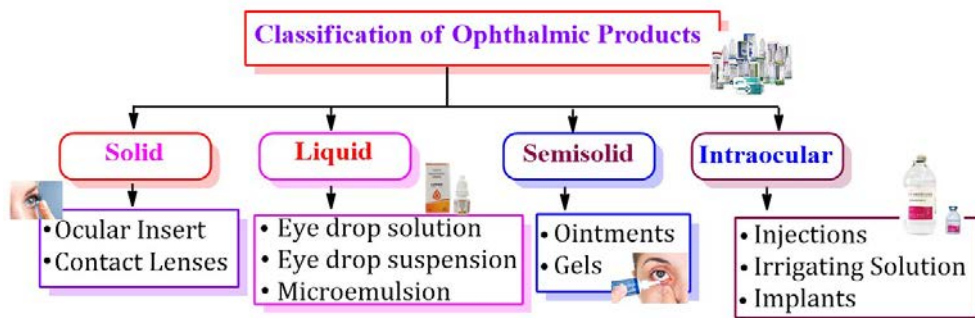 Classification of Ophthalmic Products
Solid
Liquid
Semisolid
Intraocular
• Ocular Insert
• Contact Lenses
• Eye drop solution
• Eye drop suspension
• Microemulsion
• Ointments
• Gels
• Injections
• Irrigating Solution
• Implants